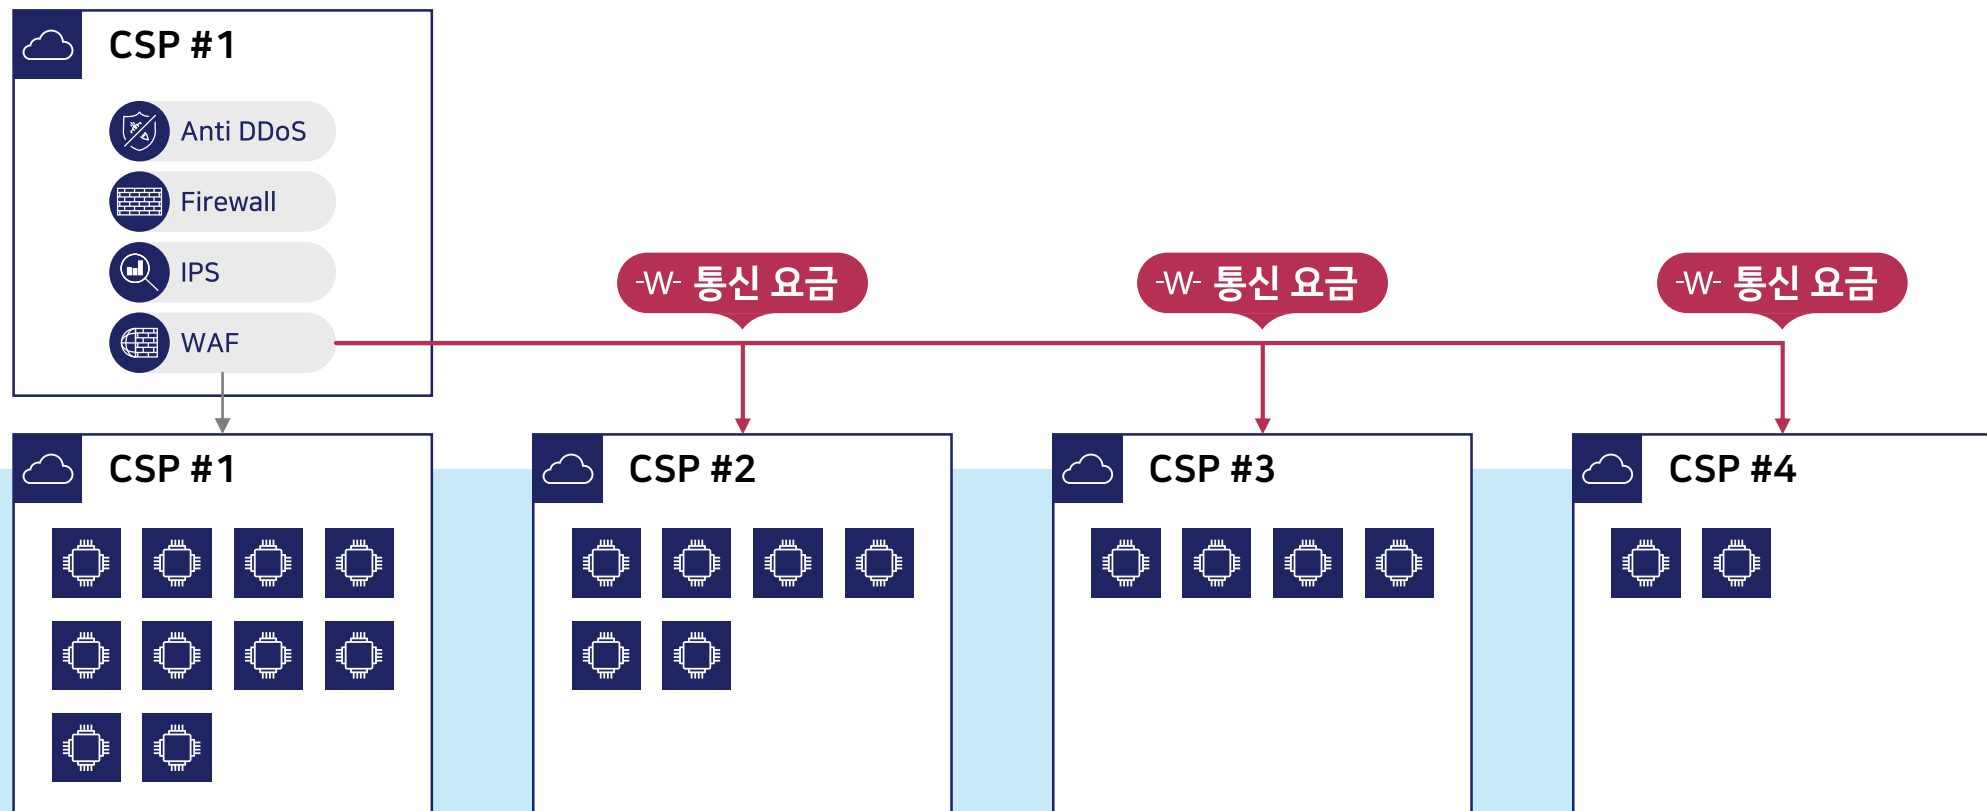 CSP #1
Anti DDoS
Firewall
IPS
WAF
-W- 통신 요금
-W- 통신 요금
-W- 통신 요금
CSP #1
CSP #2
CSP #3
CSP #4